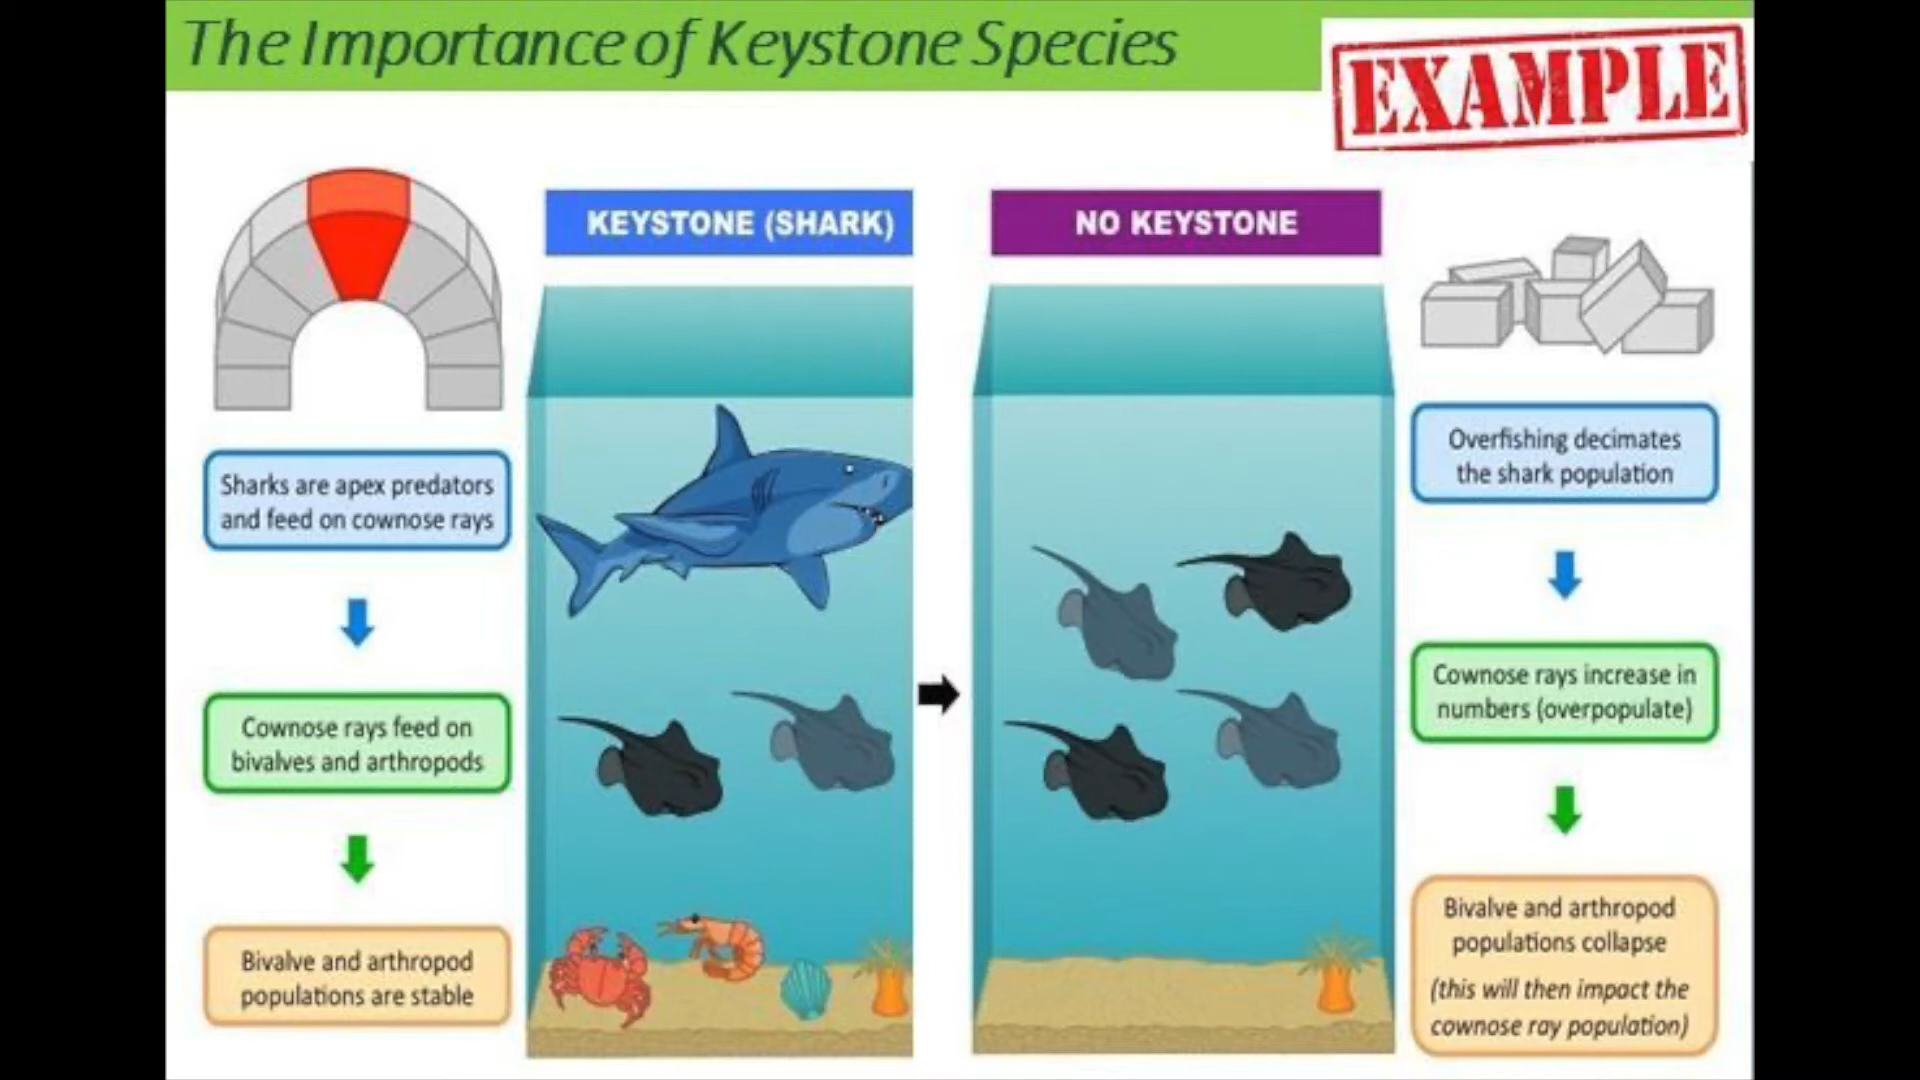 The Importance of Keystone Species
EXAMPLE
KEYSTONE (SHARK)
NO KEYSTONE
Sharks are apex predators
and feed on cownose rays
Cownose rays feed on
bivalves and arthropods
Bivalve and arthropod
populations are stable
Overfishing decimates
the shark population
Cownose rays increase in
numbers (overpopulate)
Bivalve and arthropod
populations collapse
(this will then impact the
cownose ray population)